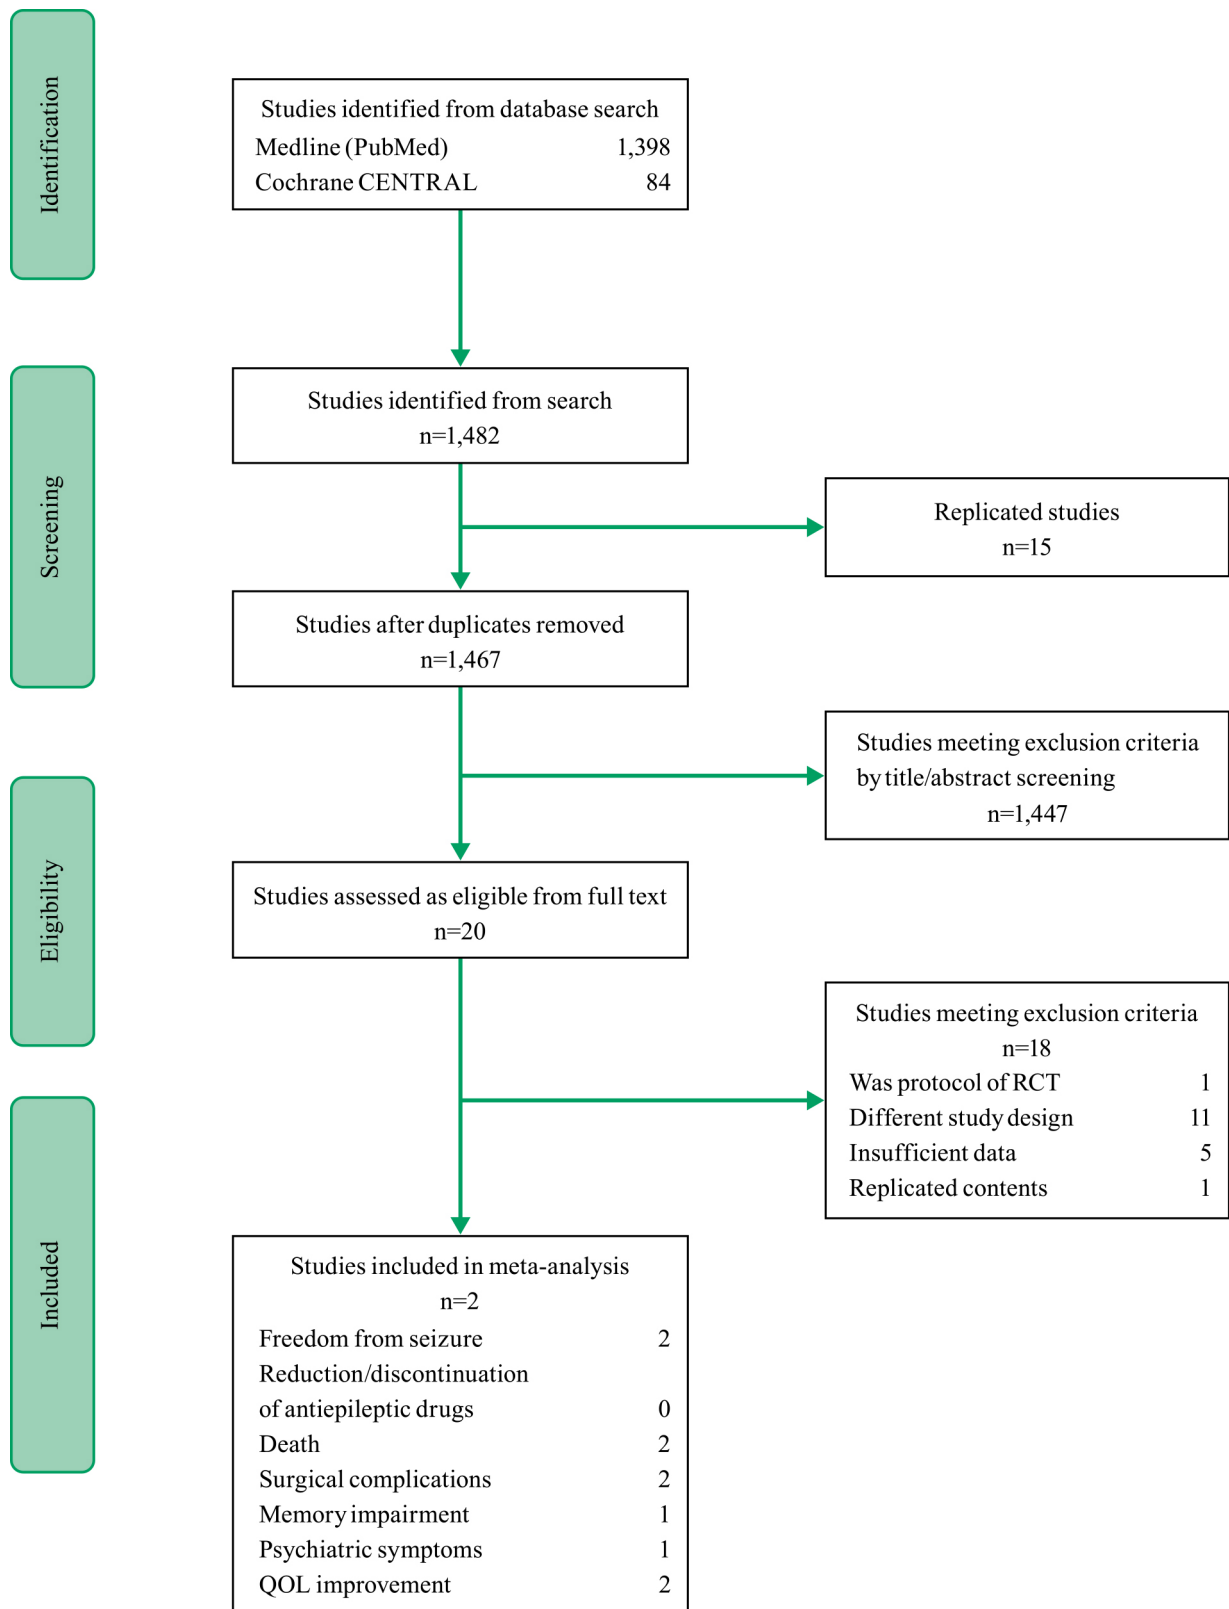 Identification
Studies identified from database search
Medline (PubMed) 1,398
Cochrane CENTRAL 84
Screening
Studies identified from search
n=1,482
Replicated studies
n=15
Studies after duplicates removed
n=1,467
Studies meeting exclusion criteria
by title/abstract screening
n=1,447
Eligibility
Studies assessed as eligible from full text
n=20
Studies meeting exclusion criteria
n=18
Was protocol of RCT 1
Different study design 11
Insufficient data 5
Replicated contents 1
Included
Studies included in meta-analysis
n=2
Freedom from seizure 2
Reduction/discontinuation
of antiepileptic drugs 0
Death 2
Surgical complications 2
Memory impairment 1
Psychiatric symptoms 1
QOL improvement 2